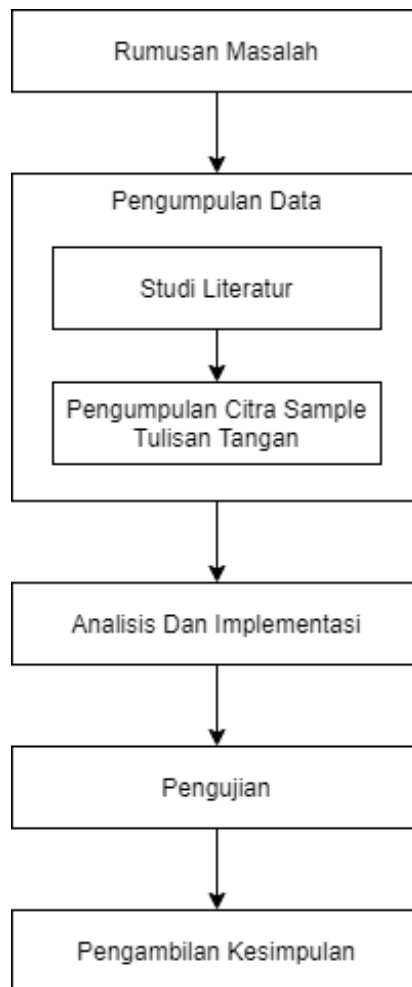 Rumusan Masalah
Pengumpulan Data
Studi Literatur
Pengumpulan Citra Sample
Tulisan Tangan
Analisis Dan Implementasi
Pengujian
Pengambilan Kesimpulan